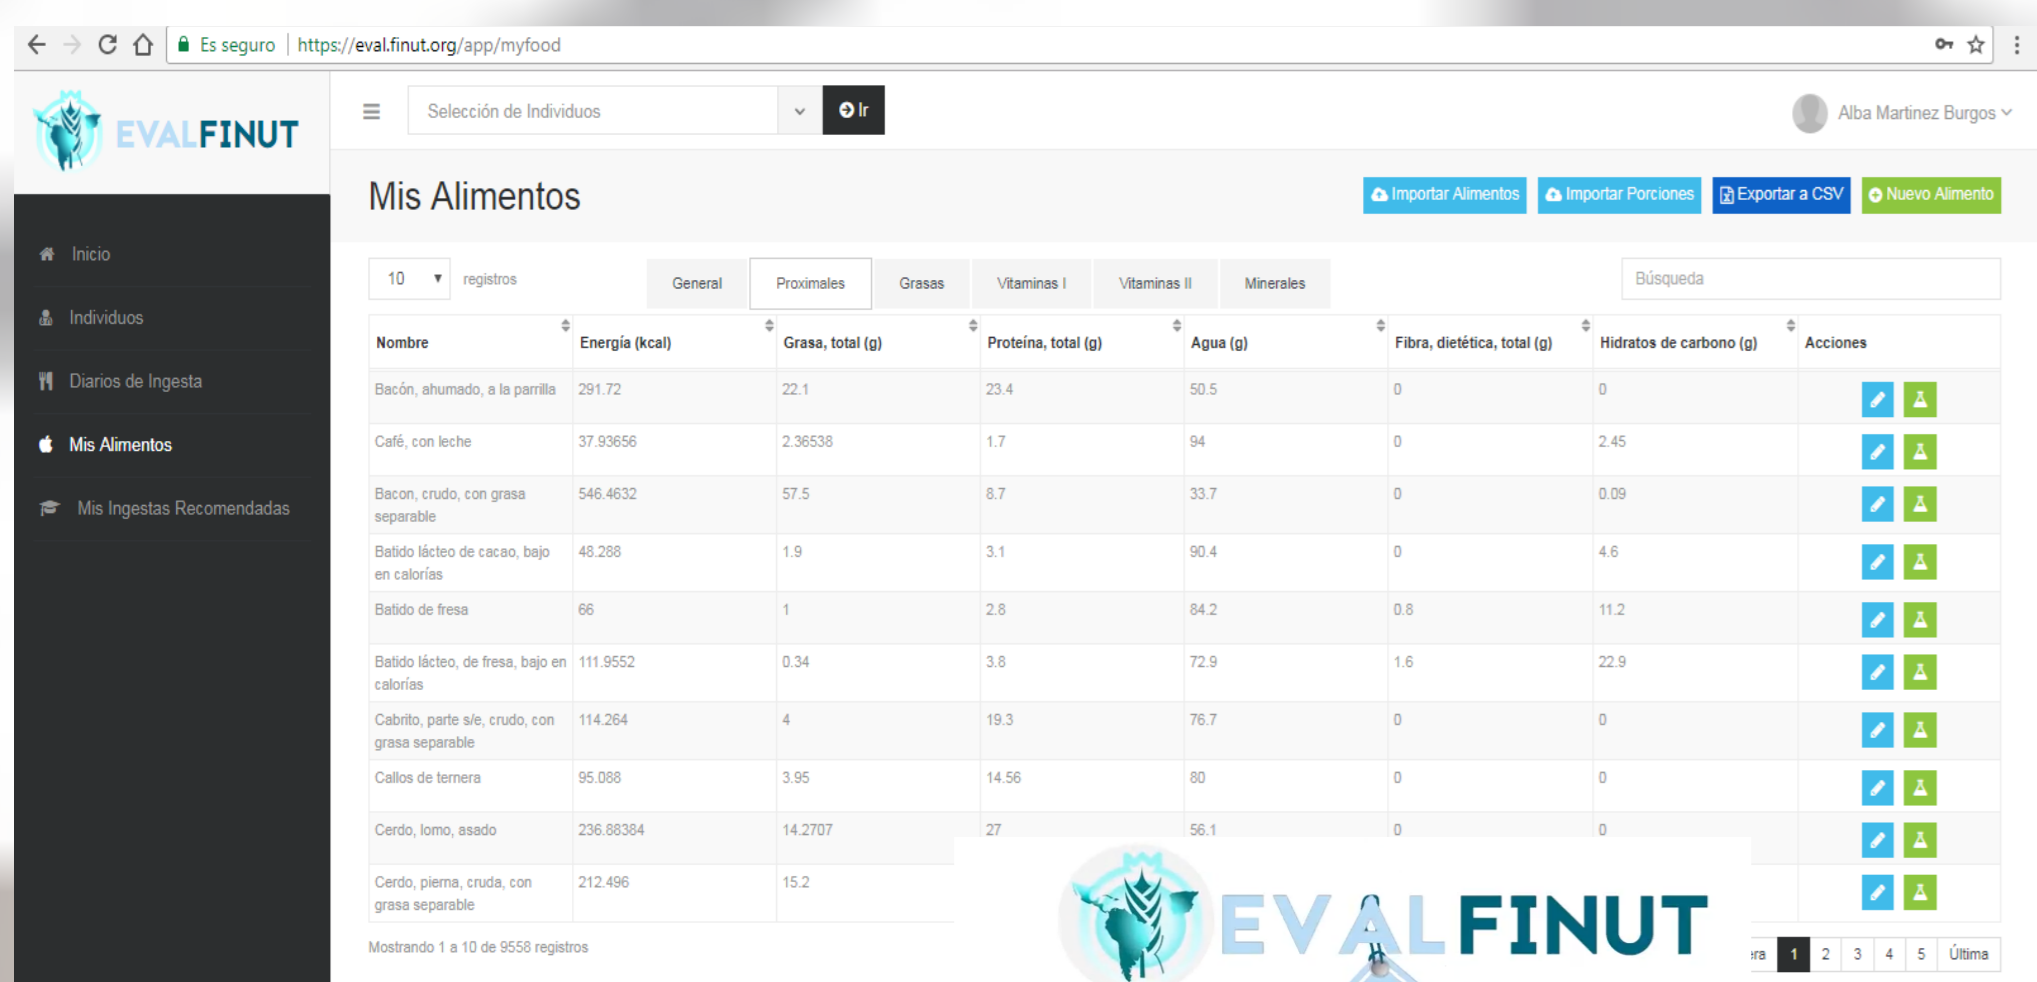 Es seguro | https://eval.finut.org/app/myfood
EVALFINUT
Selección de Individuos
Ir
Alba Martinez Burgos
Mis Alimentos
Importar Alimentos
Importar Porciones
Exportar a CSV
Nuevo Alimento
Inicio
Individuos
Diarios de Ingesta
Mis Alimentos
Mis Ingestas Recomendadas
10 registros
General Proximales Grasas Vitaminas I Vitaminas II Minerales
Búsqueda
Nombre Energía (kcal) Grasa, total (g) Proteína, total (g) Agua (g) Fibra, dietética, total (g) Hidratos de carbono (g) Acciones
Bacón, ahumado, a la parrilla 291.72 22.1 23.4 50.5 0 0
Café, con leche 37.93656 2.36538 1.7 94 0 2.45
Bacon, crudo, con grasa 546.4632 57.5 8.7 33.7 0 0.09
separable
Batido lácteo de cacao, bajo 48.288 1.9 3.1 90.4 0 4.6
en calorías
Batido de fresa 66 1 2.8 84.2 0.8 11.2
Batido lácteo, de fresa, bajo en 111.9552 0.34 3.8 72.9 1.6 22.9
calorías
Cabrito, parte s/e, crudo, con 114.264 4 19.3 76.7 0 0
grasa separable
Callos de ternera 95.088 3.95 14.56 80 0 0
Cerdo, lomo, asado 236.88384 14.2707 27 56.1 0 0
Cerdo, pierna, cruda, con 212.496 15.2
grasa separable
Mostrando 1 a 10 de 9558 registros
EVALFINUT
1 2 3 4 5 Última